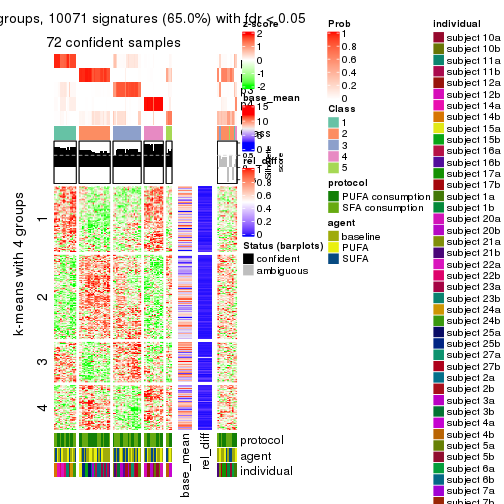 groups, 10071 signatures (65.0%) with fdr < 0.05
72 confident samples
k-means with 4 groups
1
2
3
4
base_mean
rel_diff
protocol
agent
individual
z-score
2
1
0
-1
-2
base_mean
15
10
5
0
rel_diff
1
0.8
0.6
0.4
0.2
0
Status (barplots)
confident
ambiguous
Prob
1
0.8
0.6
0.4
0.2
0
Class
1
2
3
4
5
protocol
PUFA consumption
SFA consumption
agent
baseline
PUFA
SUFA
individual
subject 10a
subject 10b
subject 11a
subject 11b
subject 12a
subject 12b
subject 14a
subject 14b
subject 15a
subject 15b
subject 16a
subject 16b
subject 17a
subject 17b
subject 1a
subject 1b
subject 20a
subject 20b
subject 21a
subject 21b
subject 22a
subject 22b
subject 23a
subject 23b
subject 24a
subject 24b
subject 25a
subject 25b
subject 27a
subject 27b
subject 2a
subject 2b
subject 3a
subject 3b
subject 4a
subject 4b
subject 5a
subject 5b
subject 6a
subject 6b
subject 7a
subject 7b